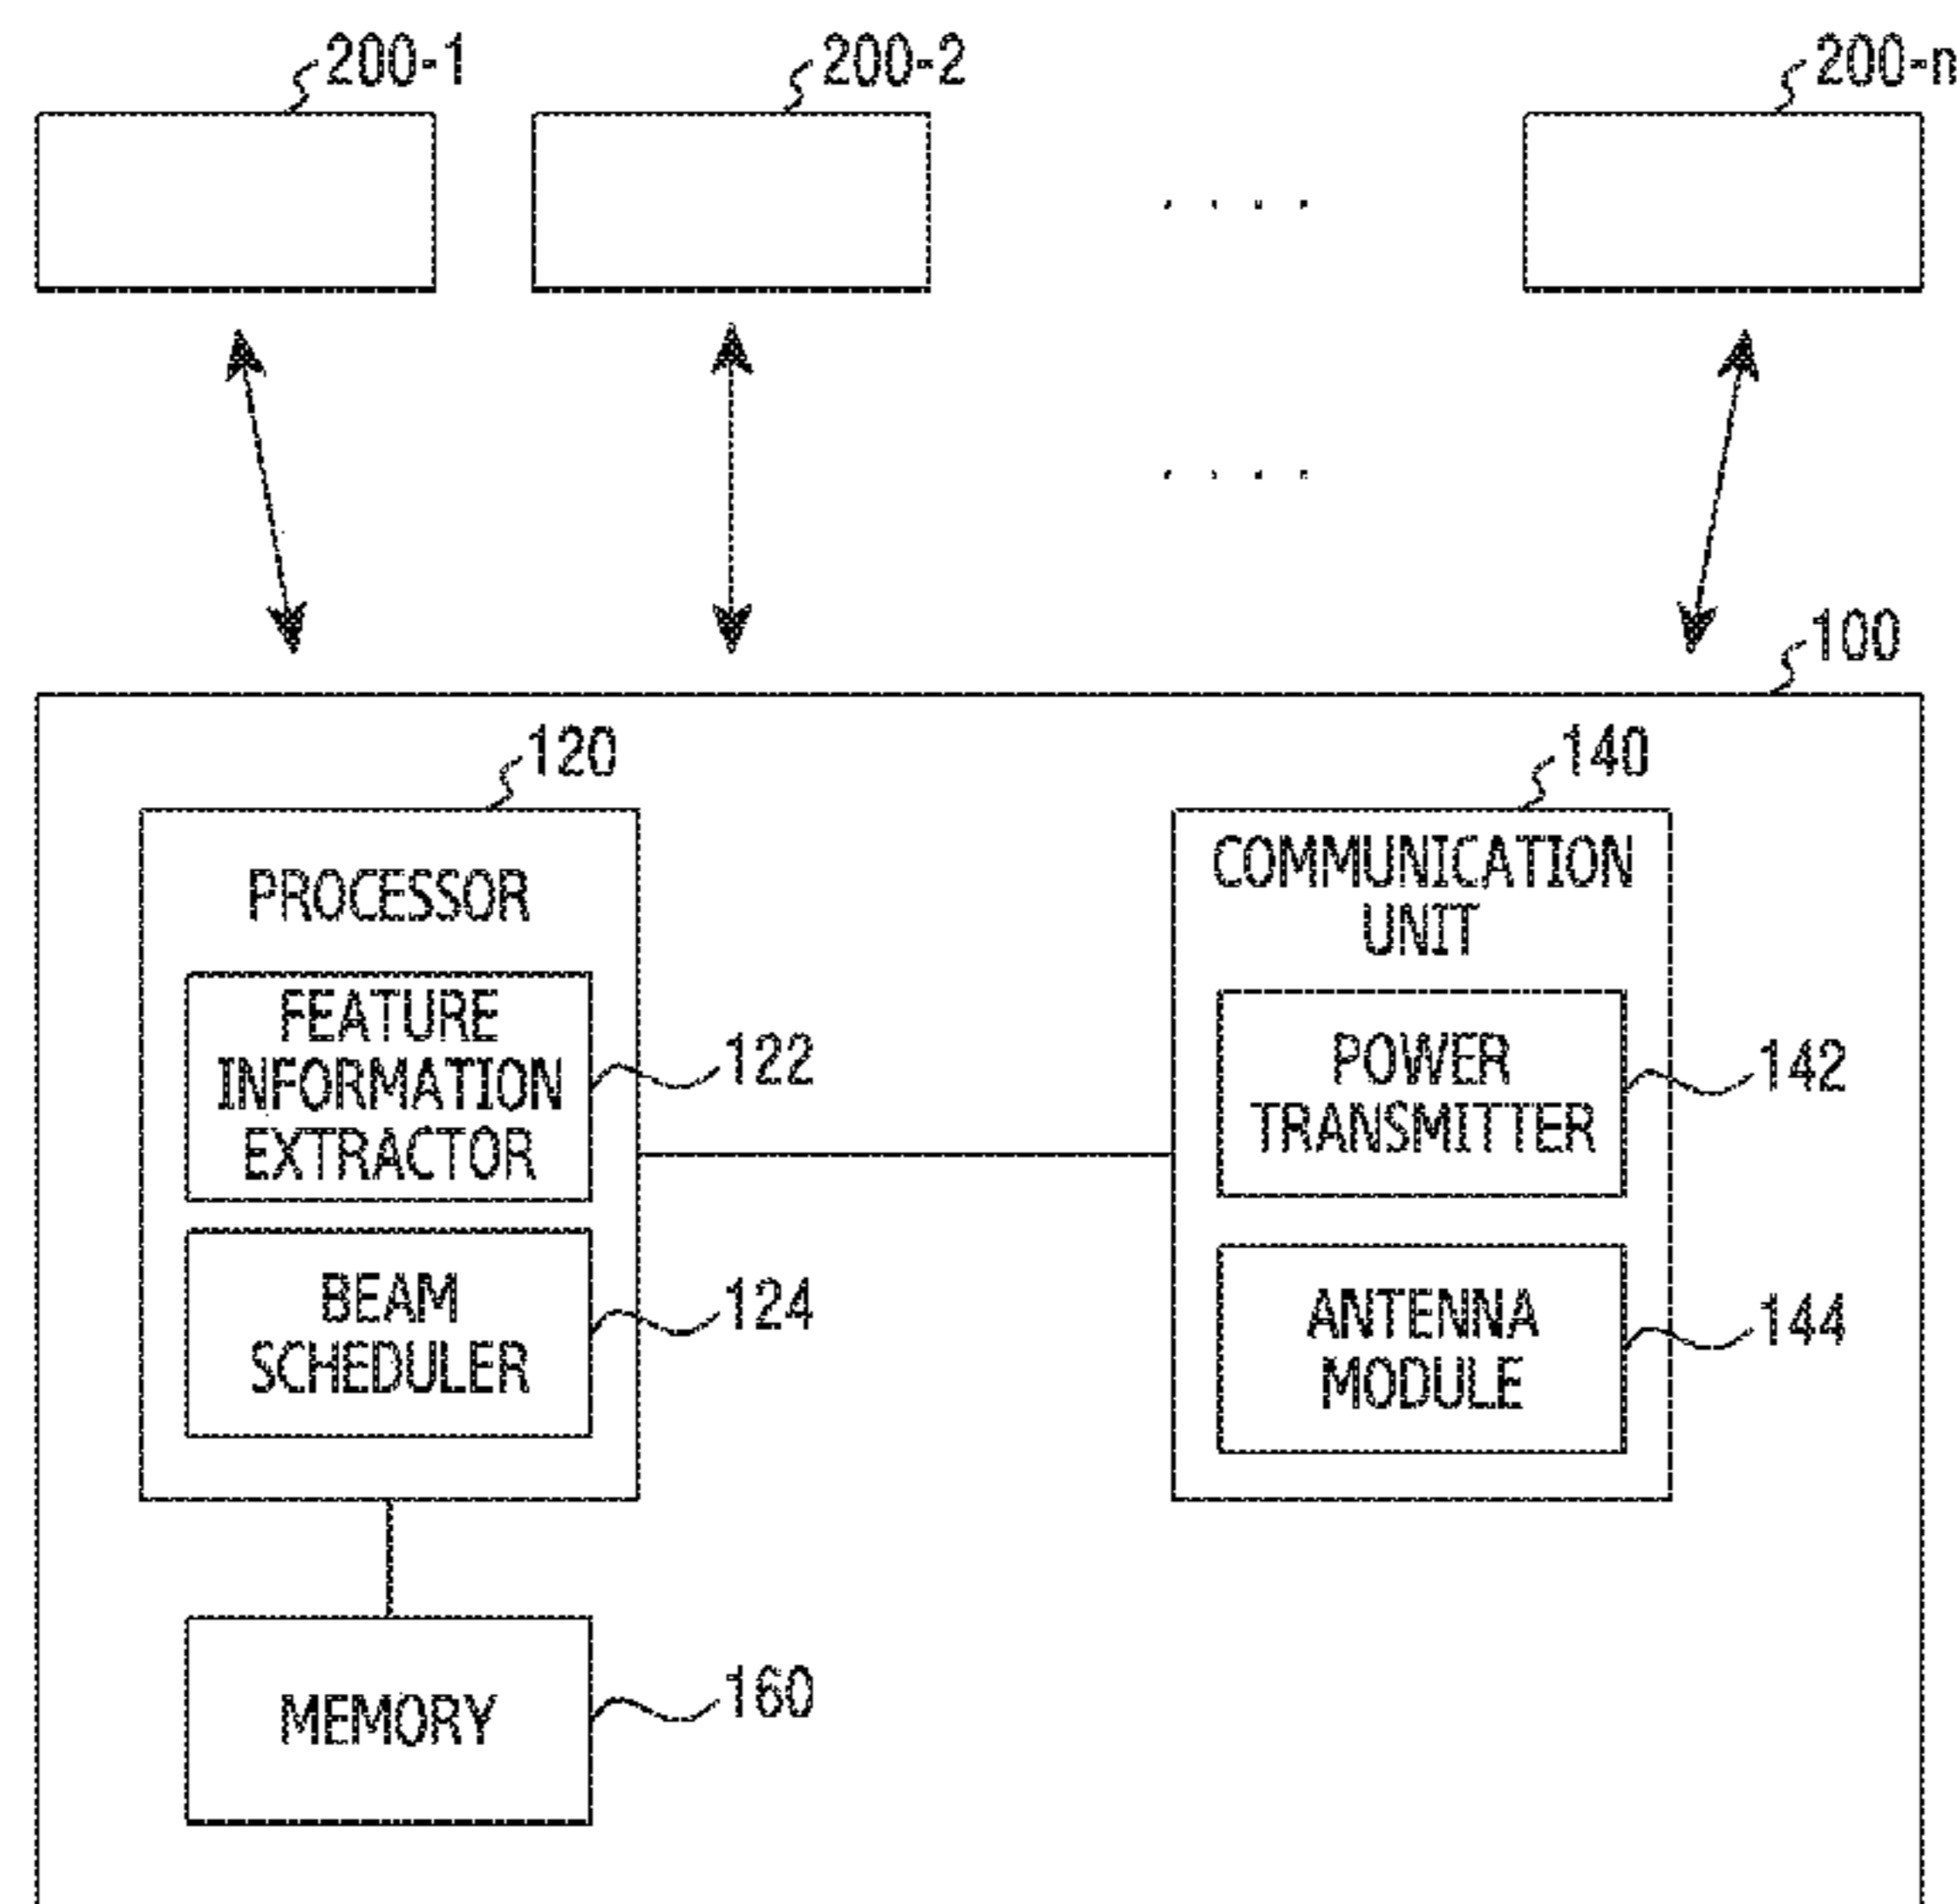 200-1
200-2
200-n
100
120
140
PROCESSOR
COMMUNICATION
UNIT
FEATURE
INFORMATION
EXTRACTOR
122
POWER
TRANSMITTER
142
BEAM
SCHEDULER
124
ANTENNA
MODULE
144
MEMORY
160